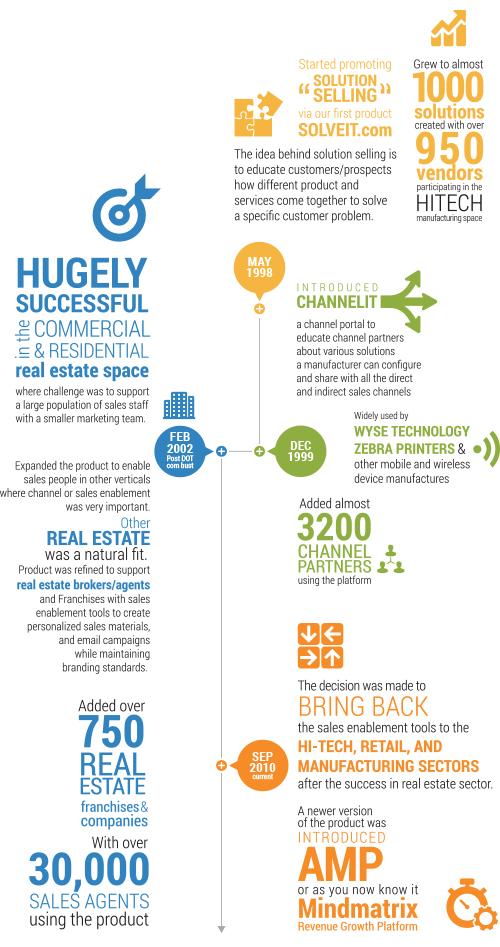 Started promoting
“ SOLUTION
SELLING ”
via our first product
SOLVEIT.com
The idea behind solution selling is
to educate customers/prospects
how different product and
services come together to solve
a specific customer problem.
Grew to almost
1000
solutions
created with over
950
vendors
participating in the
HITECH
manufacturing space
MAY
1998
INTRODUCED
CHANNELIT
a channel portal to
educate channel partners
about various solutions
a manufacturer can configure
and share with all the direct
and indirect sales channels
HUGELY
SUCCESSFUL
in the COMMERCIAL
& RESIDENTIAL
real estate space
where challenge was to support
a large population of sales staff
with a smaller marketing team.
FEB
2002
Post DOT
com bust
DEC
1999
Widely used by
WYSE TECHNOLOGY
ZEBRA PRINTERS &
other mobile and wireless
device manufactures
Added almost
3200
CHANNEL
PARTNERS
using the platform
Expanded the product to enable
sales people in other verticals
where channel or sales enablement
was very important.
Other
REAL ESTATE
was a natural fit.
Product was refined to support
real estate brokers/agents
and Franchises with sales
enablement tools to create
personalized sales materials,
and email campaigns
while maintaining
branding standards.
Added over
750
REAL
ESTATE
franchises &
companies
With over
30,000
SALES AGENTS
using the product
The decision was made to
BRING BACK
the sales enablement tools to the
HI-TECH, RETAIL, AND
MANUFACTURING SECTORS
after the success in real estate sector.
SEP
2010
current
A newer version
of the product was
INTRODUCED
AMP
or as you now know it
Mindmatrix
Revenue Growth Platform